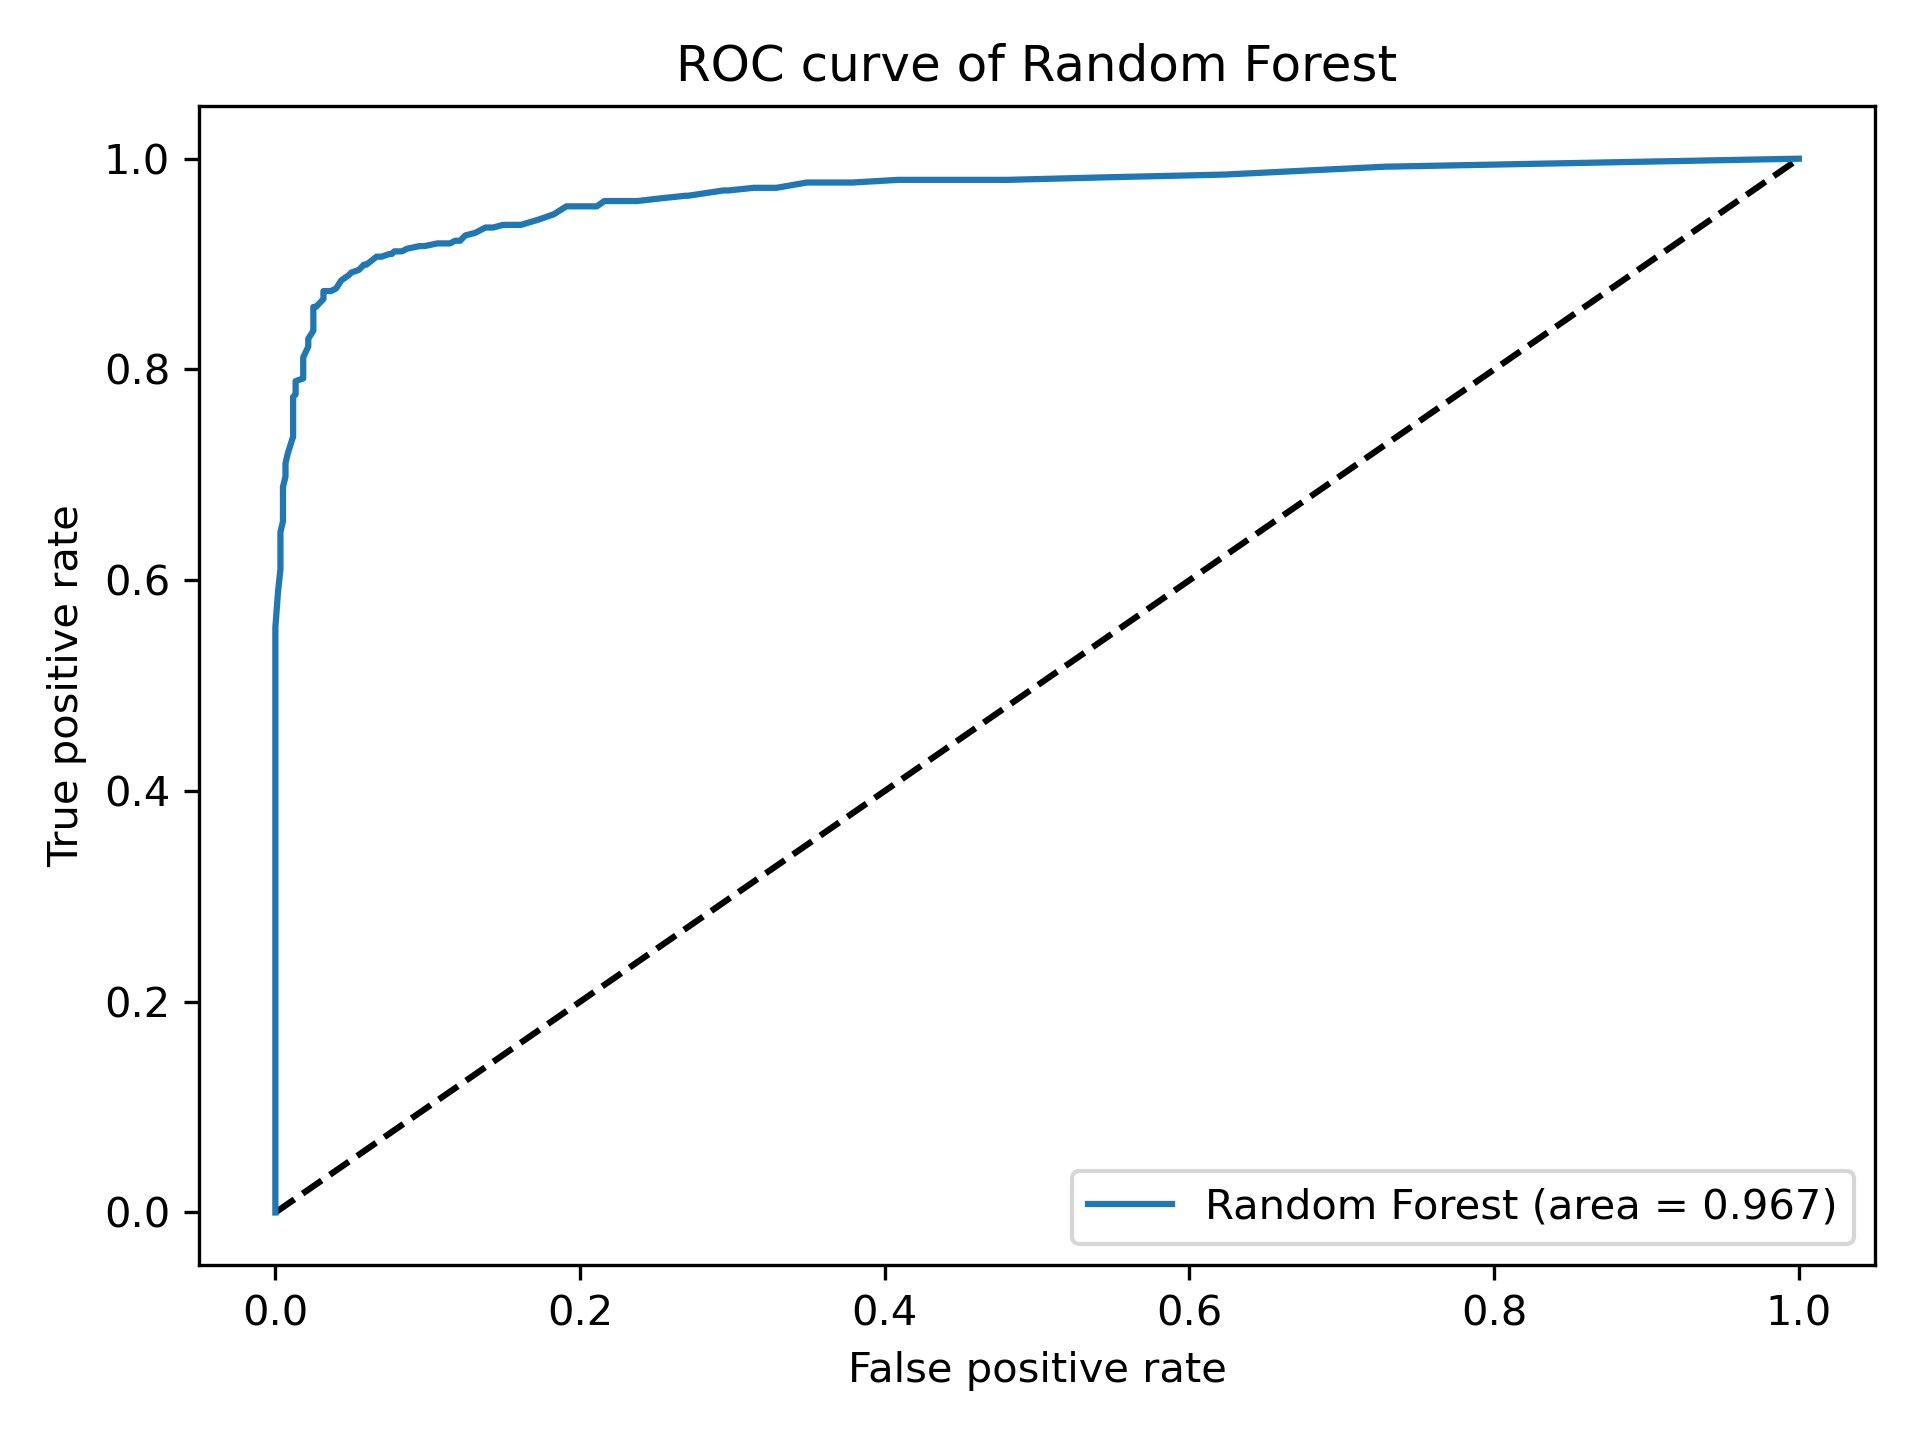 ROC curve of Random Forest
True positive rate
1.0
0.8
0.6
0.4
0.2
0.0
Random Forest (area = 0.967)
0.0 0.2 0.4 0.6 0.8 1.0
False positive rate